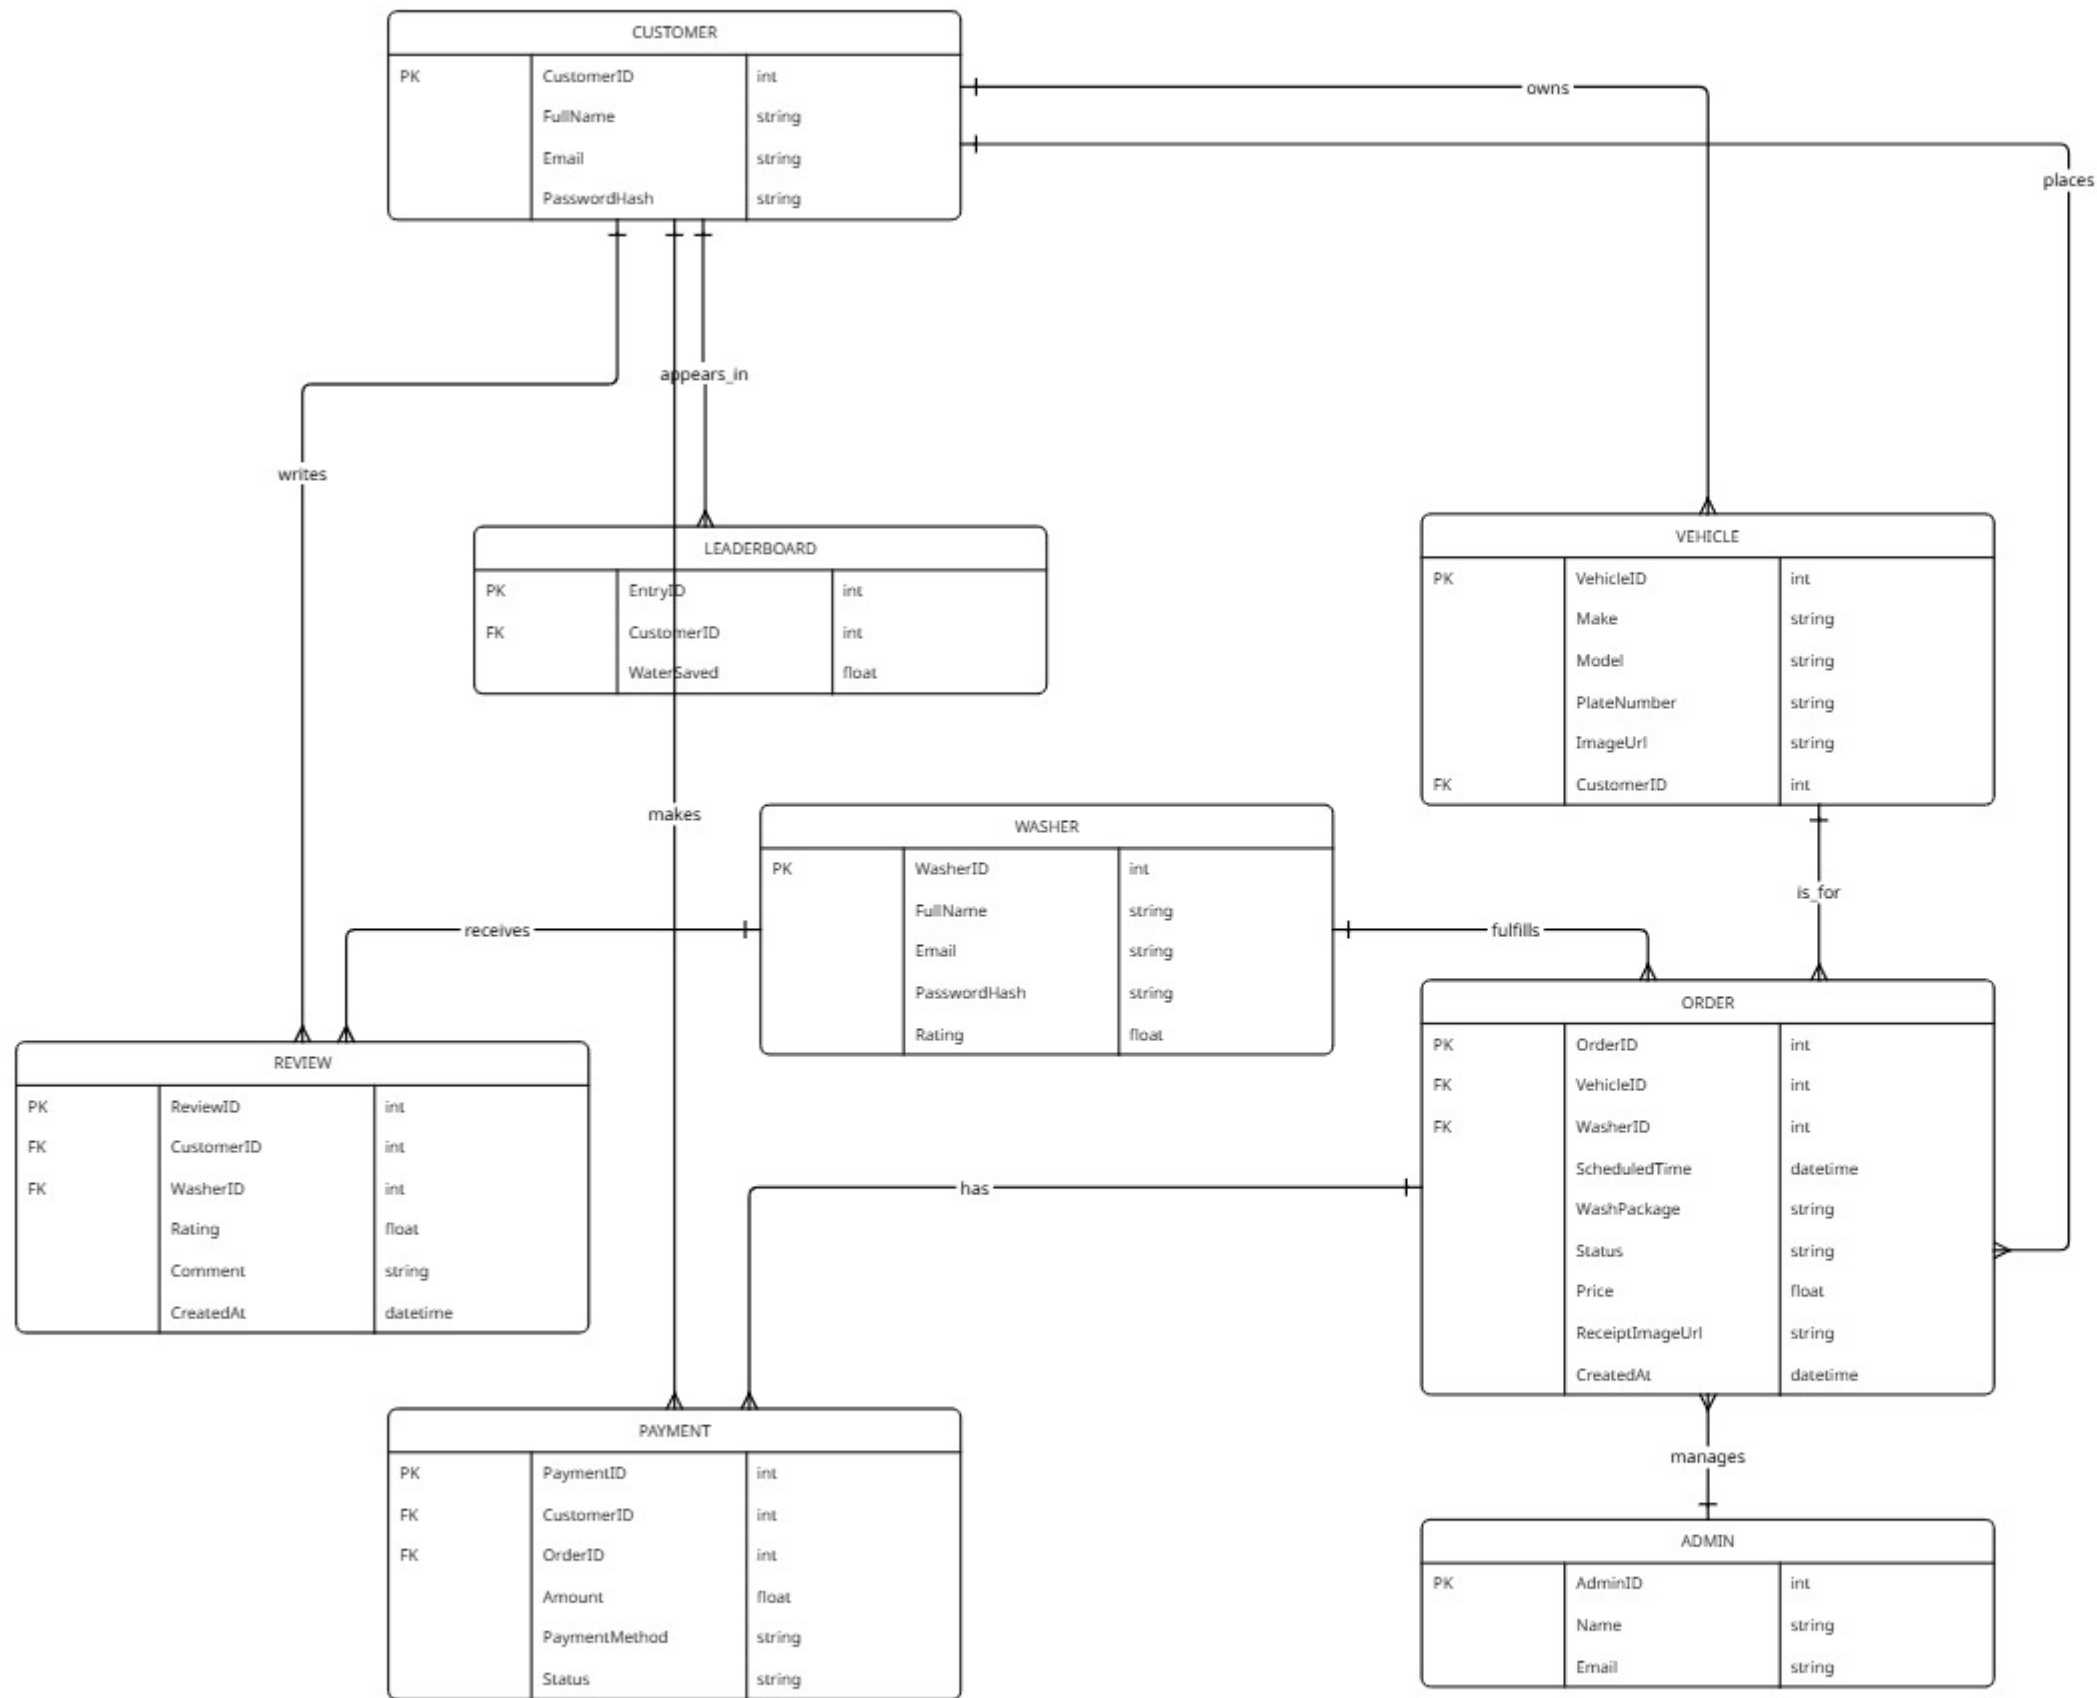 CUSTOMER
PK CustomerID int
FullName string
Email string
PasswordHash string
owns
places
appears_in
writes
LEADERBOARD
PK EntryID int
FK CustomerID int
WaterSaved float
VEHICLE
PK VehicleID int
Make string
Model string
PlateNumber string
ImageUrl string
FK CustomerID int
makes
WASHER
PK WasherID int
FullName string
Email string
PasswordHash string
Rating float
is_for
receives
fulfills
ORDER
PK OrderID int
FK VehicleID int
FK WasherID int
ScheduledTime datetime
WashPackage string
Status string
Price float
ReceiptImageUrl string
CreatedAt datetime
REVIEW
PK ReviewID int
FK CustomerID int
FK WasherID int
Rating float
Comment string
CreatedAt datetime
has
PAYMENT
PK PaymentID int
FK CustomerID int
FK OrderID int
Amount float
PaymentMethod string
Status string
manages
ADMIN
PK AdminID int
Name string
Email string